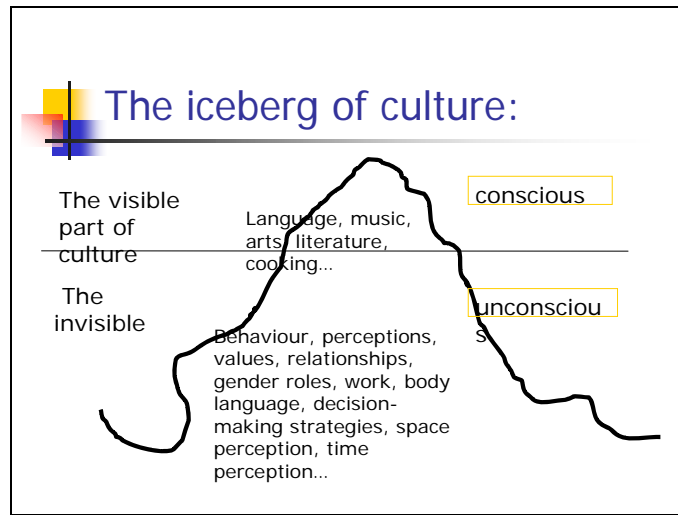 The iceberg of culture:
The visible
part of
culture
Language, music,
arts, literature,
cooking...
conscious
The
invisible
Behaviour, perceptions,
values, relationships,
gender roles, work, body
language, decision-
making strategies, space
perception, time
perception...
unconsciou
s